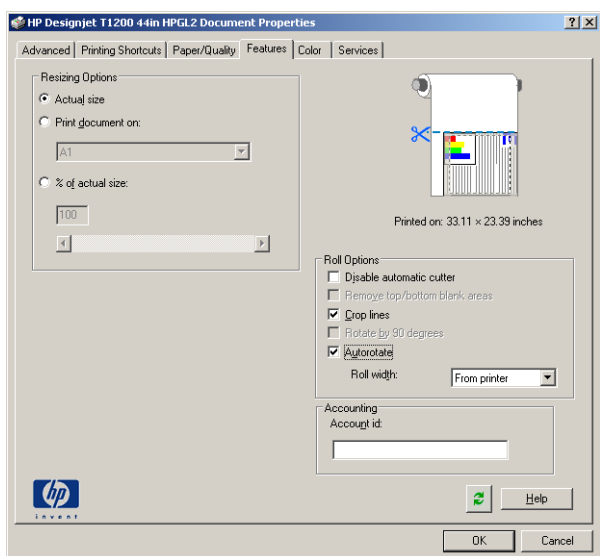 HP Designjet T1200 44in HPGL2 Document Properties
Advanced Printing Shortcuts Paper/Quality Features Color Services
Resizing Options
Actual size
Print document on:
A1
% of actual size:
100
Printed on: 33.11 × 23.39 inches
Roll Options
Disable automatic cutter
Remove top/bottom blank areas
Crop lines
Rotate by 90 degrees
Autorotate
Roll width: From printer
Accounting
Account id:
hp
invent
Help
OK Cancel